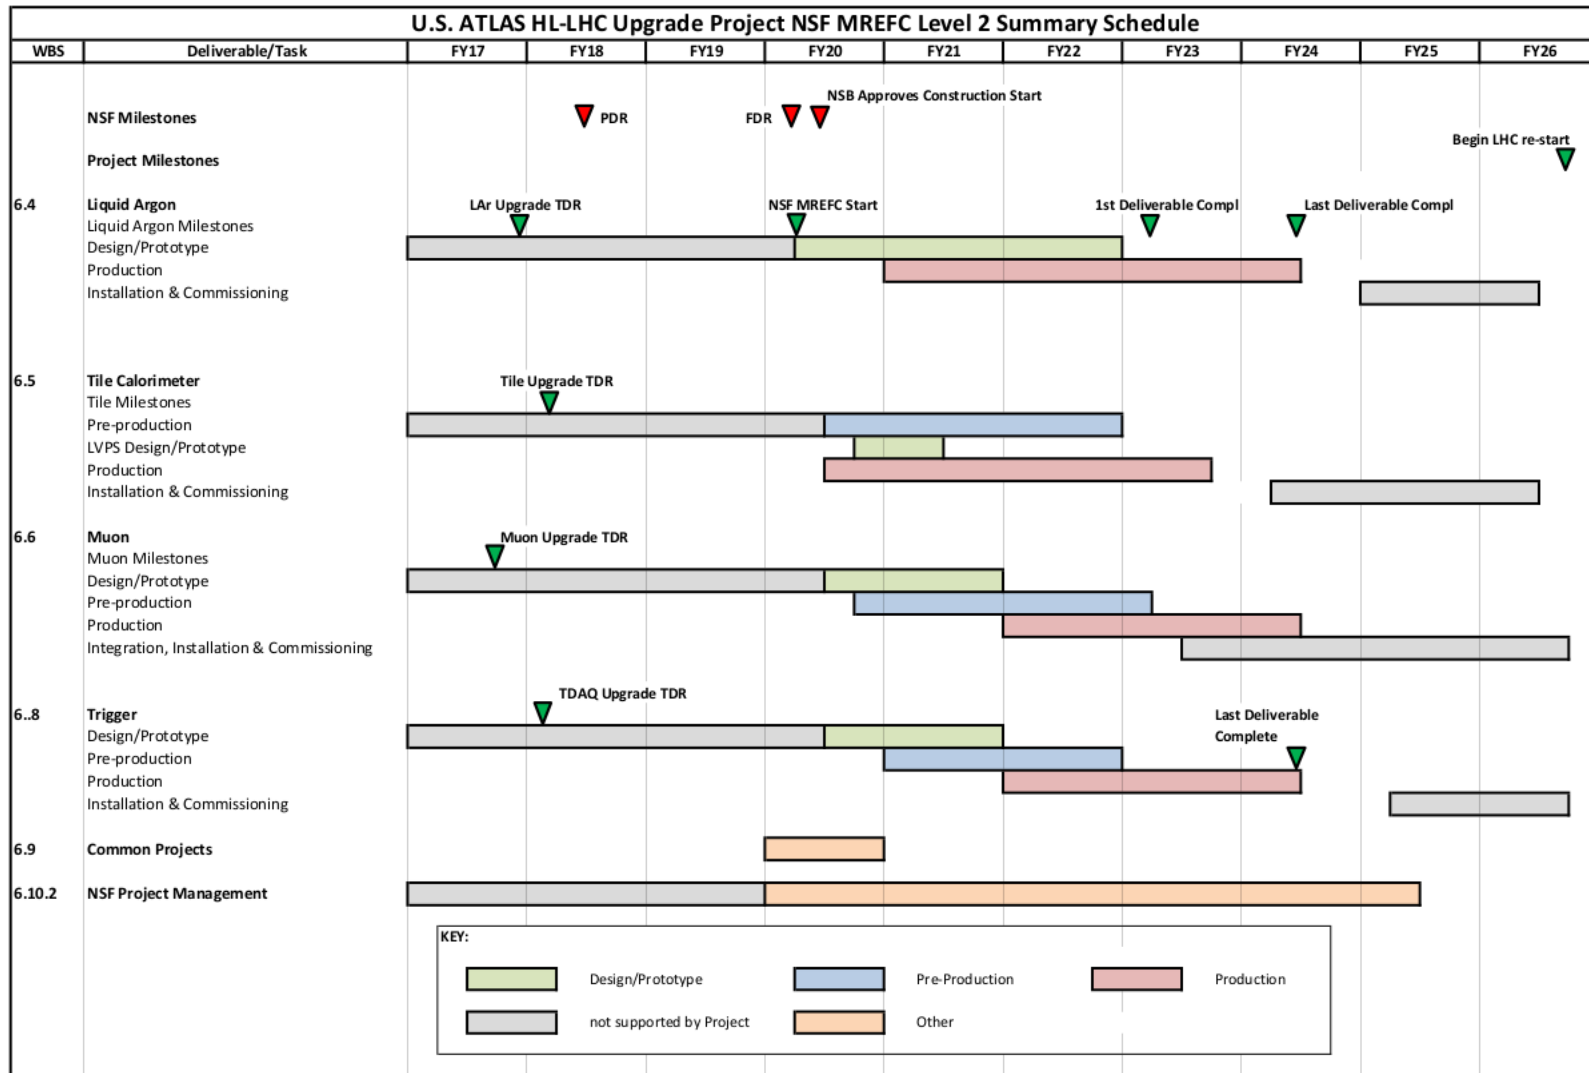 U.S. ATLAS HL-LHC Upgrade Project NSF MREFC Level 2 Summary Schedule
WBS Deliverable/Task FY17 FY18 FY19 FY20 FY21 FY22 FY23 FY24 FY25 FY26
NSB Approves Construction Start
NSF Milestones PDR FDR
Begin LHC re-start
Project Milestones
6.4 Liquid Argon LAr Upgrade TDR NSF MREFC Start 1st Deliverable Compl Last Deliverable Compl
Liquid Argon Milestones
Design/Prototype
Production
Installation & Commissioning
6.5 Tile Calorimeter Tile Upgrade TDR
Tile Milestones
Pre-production
LVPS Design/Prototype
Production
Installation & Commissioning
6.6 Muon Muon Upgrade TDR
Muon Milestones
Design/Prototype
Pre-production
Production
Integration, Installation & Commissioning
TDAQ Upgrade TDR
6..8 Trigger Last Deliverable
Design/Prototype Complete
Pre-production
Production
Installation & Commissioning
6.9 Common Projects
6.10.2 NSF Project Management
KEY:
Design/Prototype Pre-Production Production
not supported by Project Other